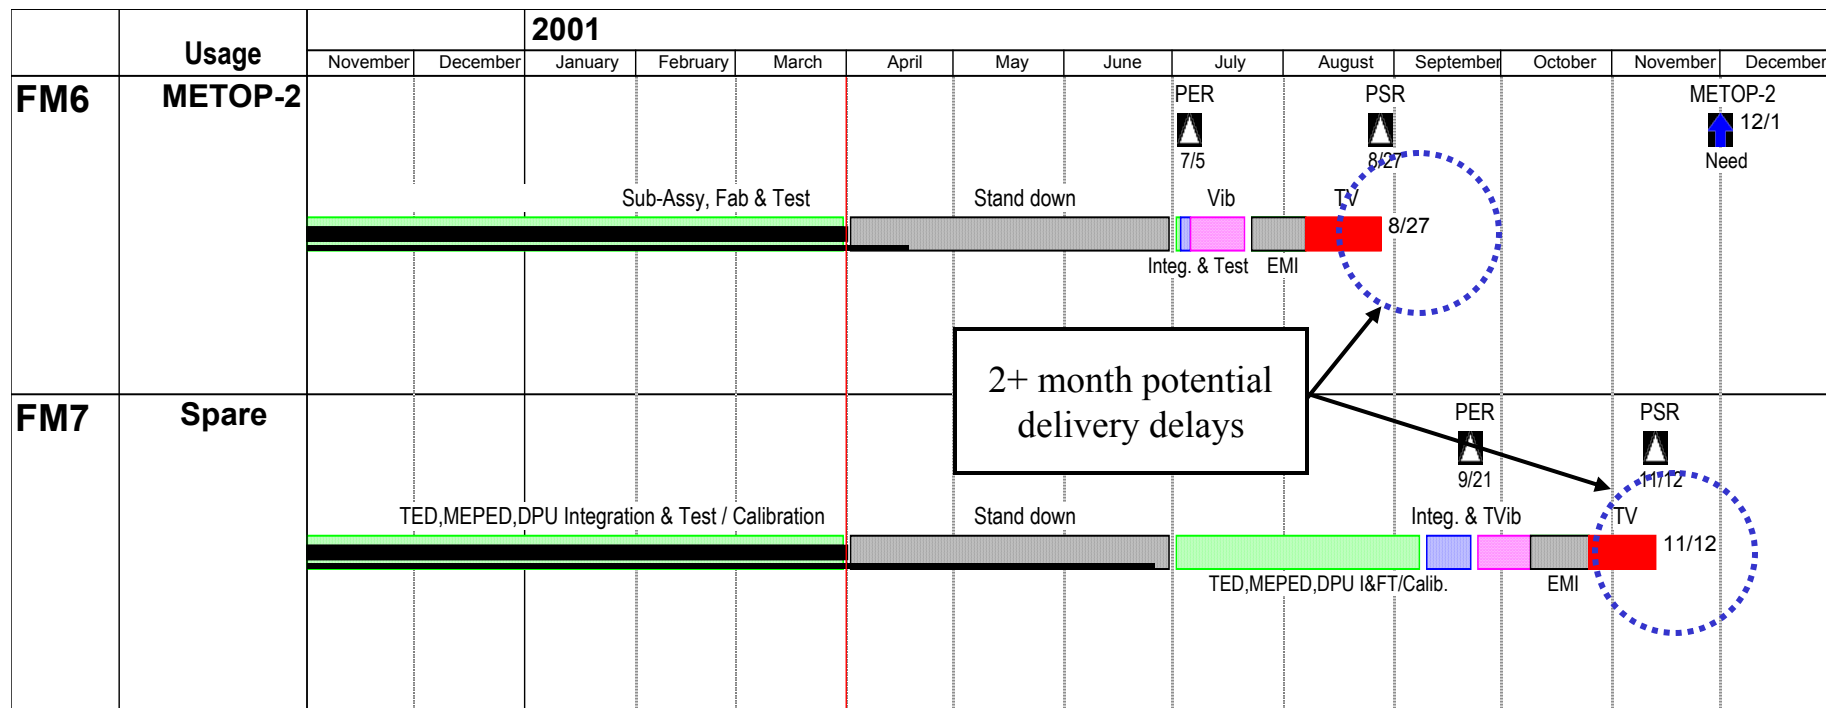 2001
Usage
November December January February March April May June July August September October November December
FM6 METOP-2
PER PSR METOP-2
12/1
7/5 8/27 Need
Sub-Assy, Fab & Test Stand down Vib TV
8/27
Integ. & Test EMI
2+ month potential
delivery delays
FM7 Spare
PER PSR
9/21 11/12
TED,MEPED,DPU Integration & Test / Calibration Stand down Integ. & TVib TV
11/12
TED,MEPED,DPU I&FT/Calib. EMI